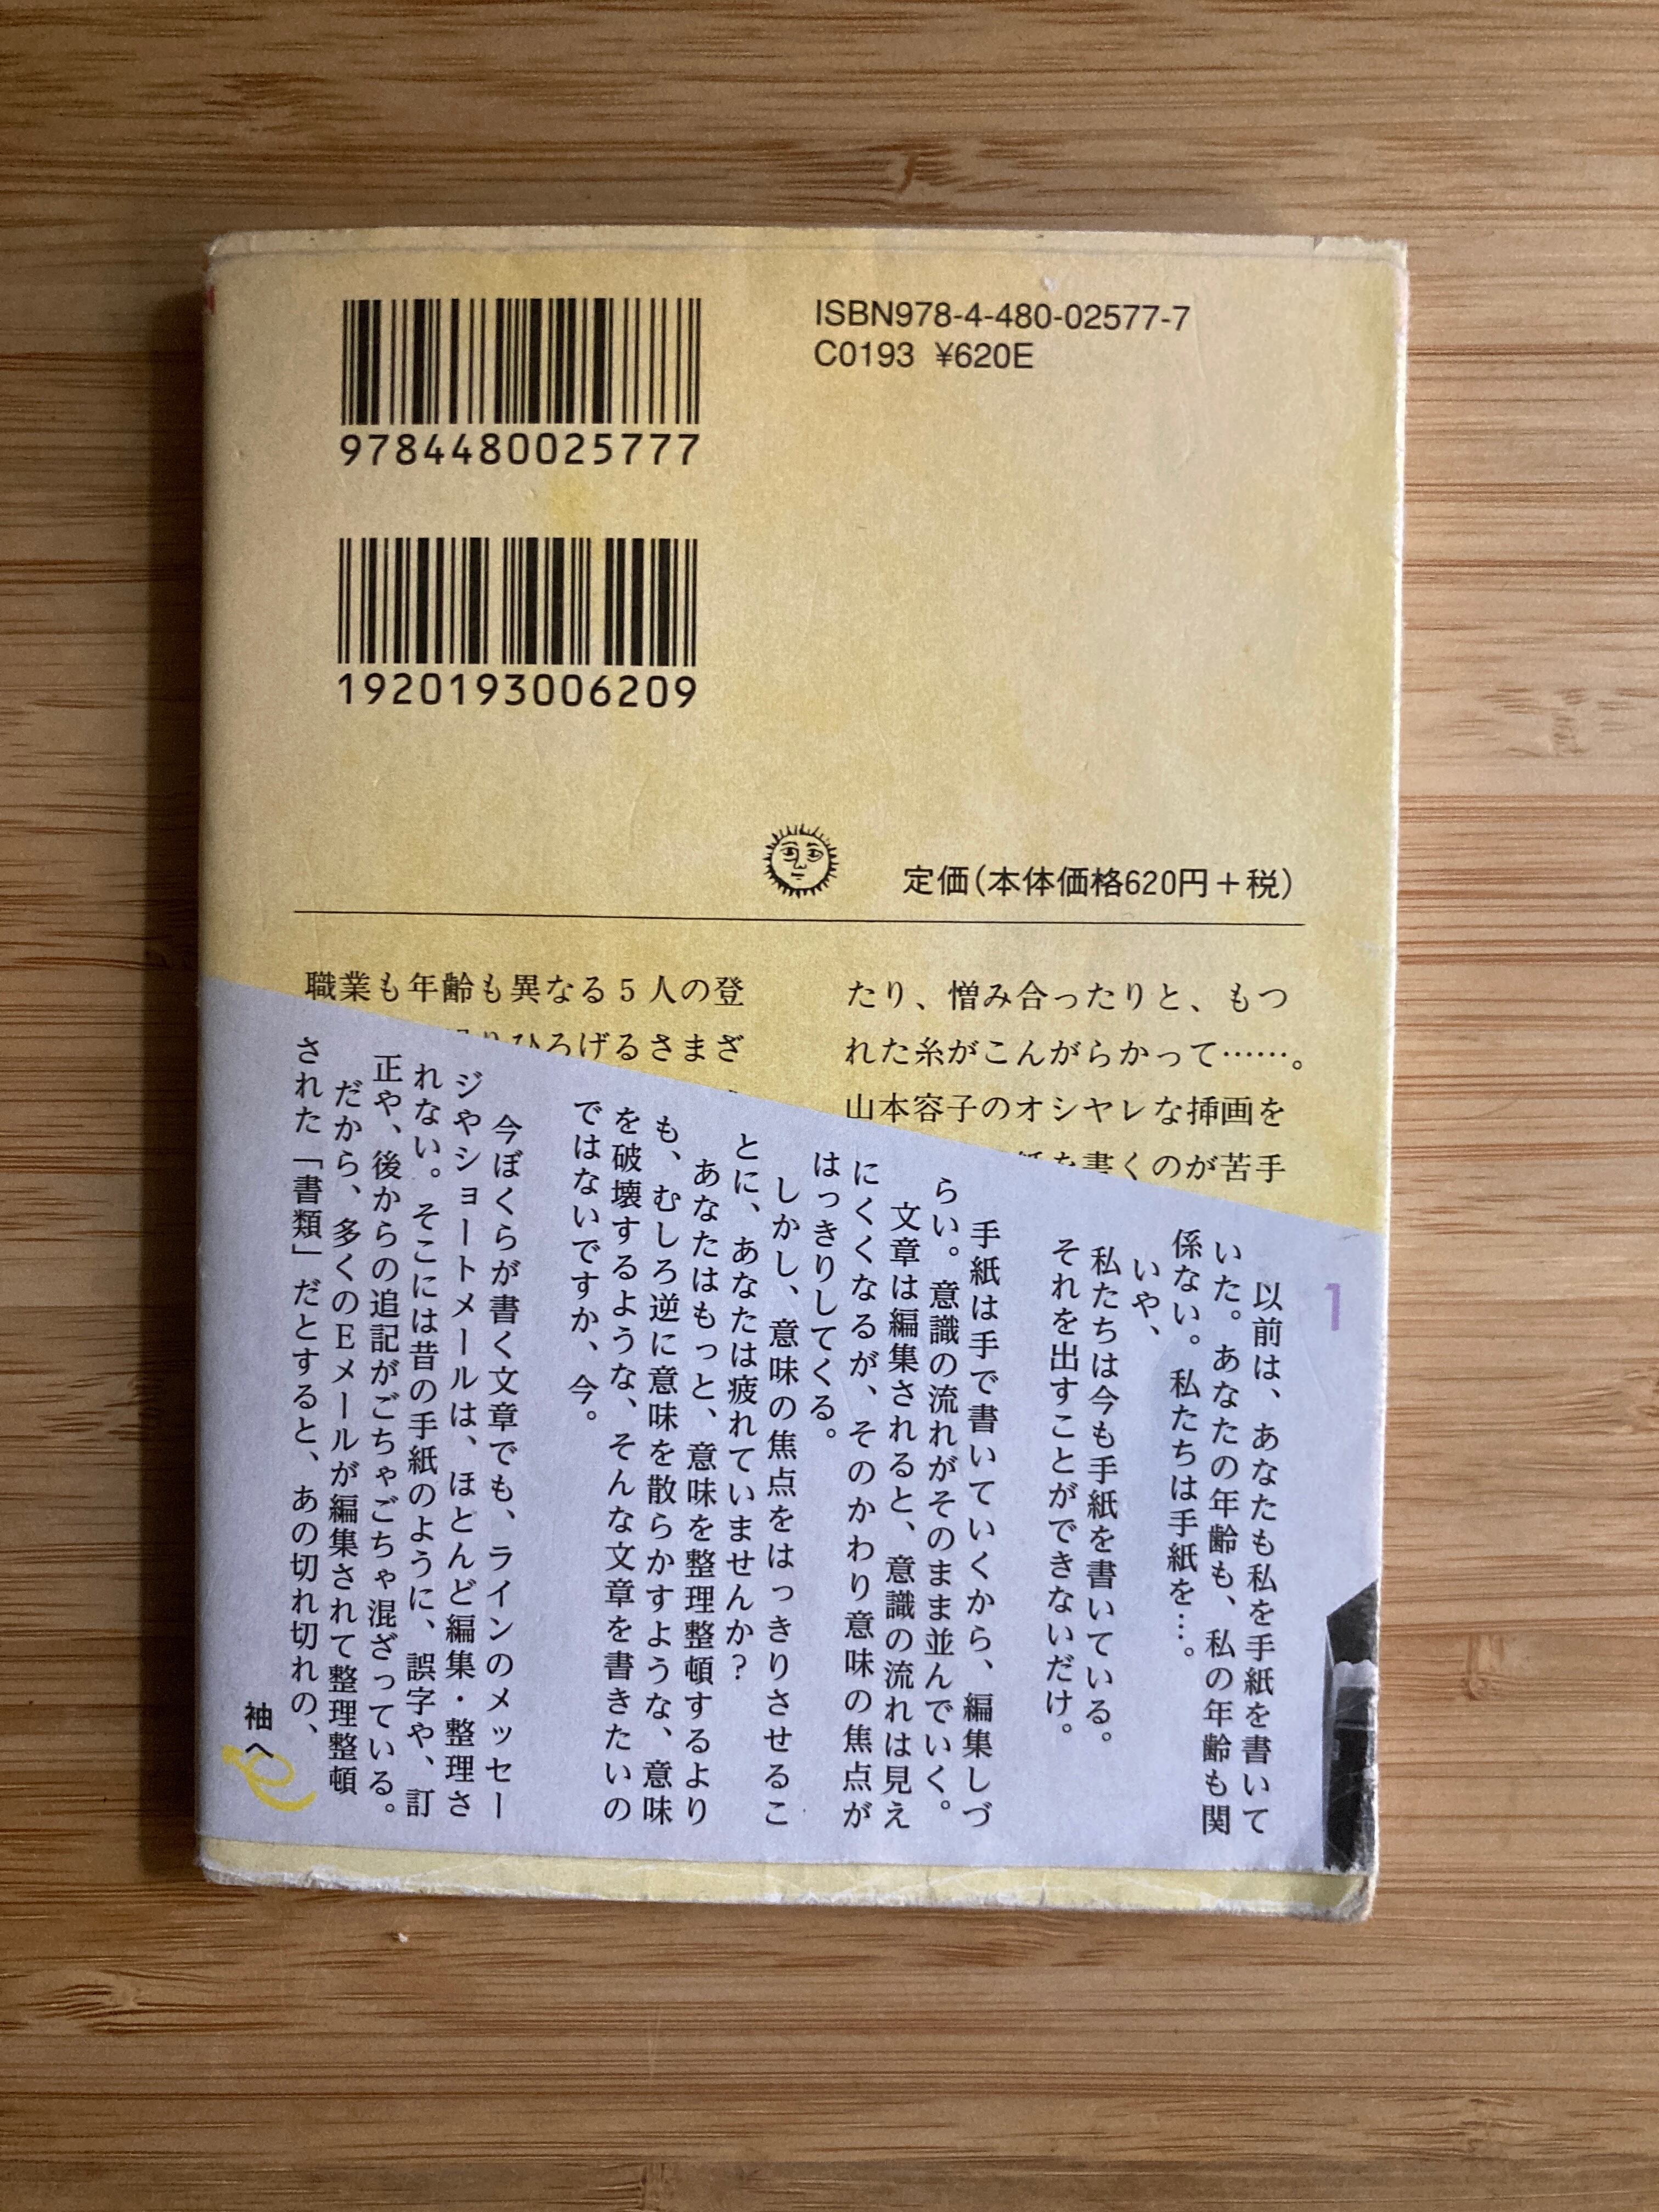 9784480025777
ISBN978-4-480-02577-7
C0193 ¥620E
1920193006209
定価(本体価格620円+税)
職業も年齢も異なる5人の登
ひろげるさまざ
たり、憎み合ったりと、もつ
れた糸がこんがらかって……。
山本容子のオシャレな挿画を
を書くのが苦手
1
以前は、あなたも私を手紙を書いて
いた。あなたの年齢も、私の年齢も関
係ない。私たちは手紙を…。
いや、
私たちは今も手紙を書いている。
それを出すことができないだけ。
手紙は手で書いていくから、編集しづ
らい。意識の流れがそのまま並んでいく。
文章は編集されると、意識の流れは見え
にくくなるが、そのかわり意味の焦点が
はっきりしてくる。
しかし、意味の焦点をはっきりさせるこ
とに、あなたは疲れていませんか?
あなたはもっと、意味を整理整頓するより
も、むしろ逆に意味を散らかすような、意味
を破壊するような、そんな文章を書きたいの
ではないですか、今。
今ぼくらが書く文章でも、ラインのメッセー
ジやショートメールは、ほとんど編集・整理さ
れない。そこには昔の手紙のように、誤字や、訂
正や、後からの追記がごちゃごちゃ混ざっている。
だから、多くのEメールが編集されて整理整頓
された「書類」だとすると、あの切れ切れの、
袖へ